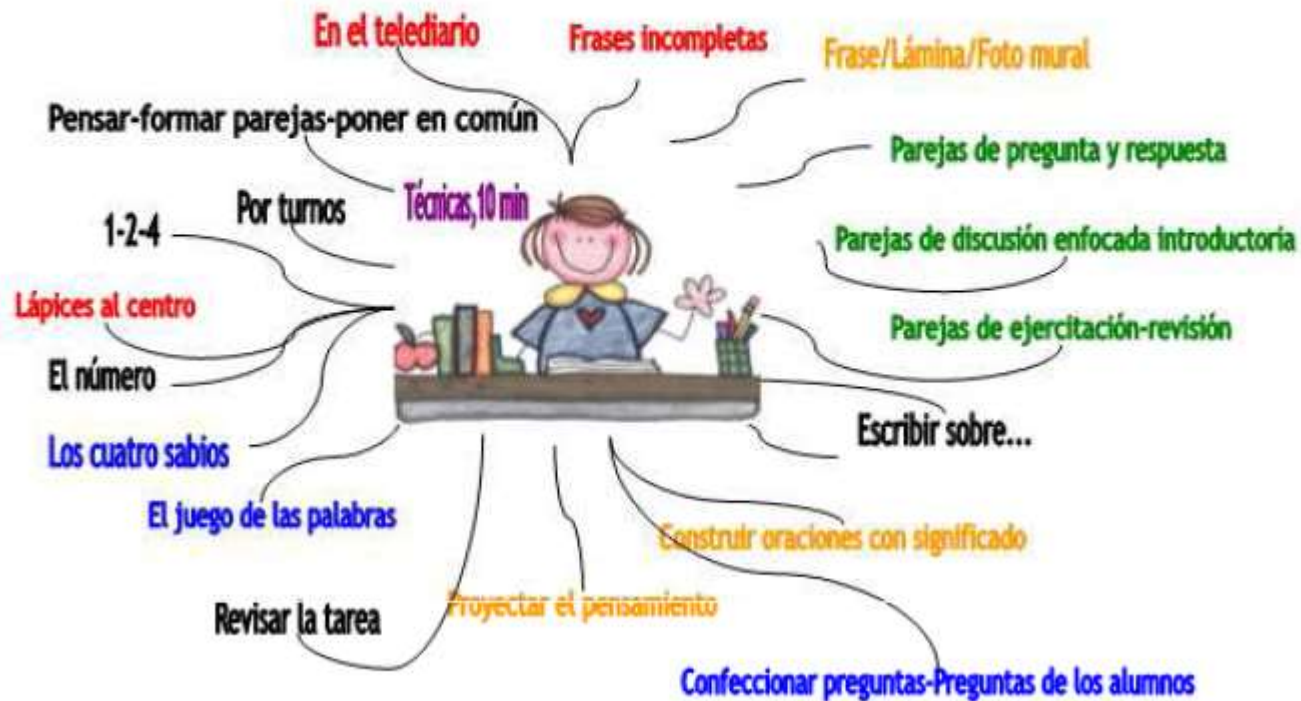 En el telediario
Frases incompletas
Frase/Lámina/Foto mural
Pensar-formar parejas-poner en común
Parejas de pregunta y respuesta
Técnicas,10 min
Por turnos
1-2-4
Parejas de discusión enfocada introductoria
Lápices al centro
Parejas de ejercitación-revisión
El número
Escribir sobre...
Los cuatro sabios
El juego de las palabras
Construir oraciones con significado
Proyectar el pensamiento
Revisar la tarea
Confeccionar preguntas-Preguntas de los alumnos